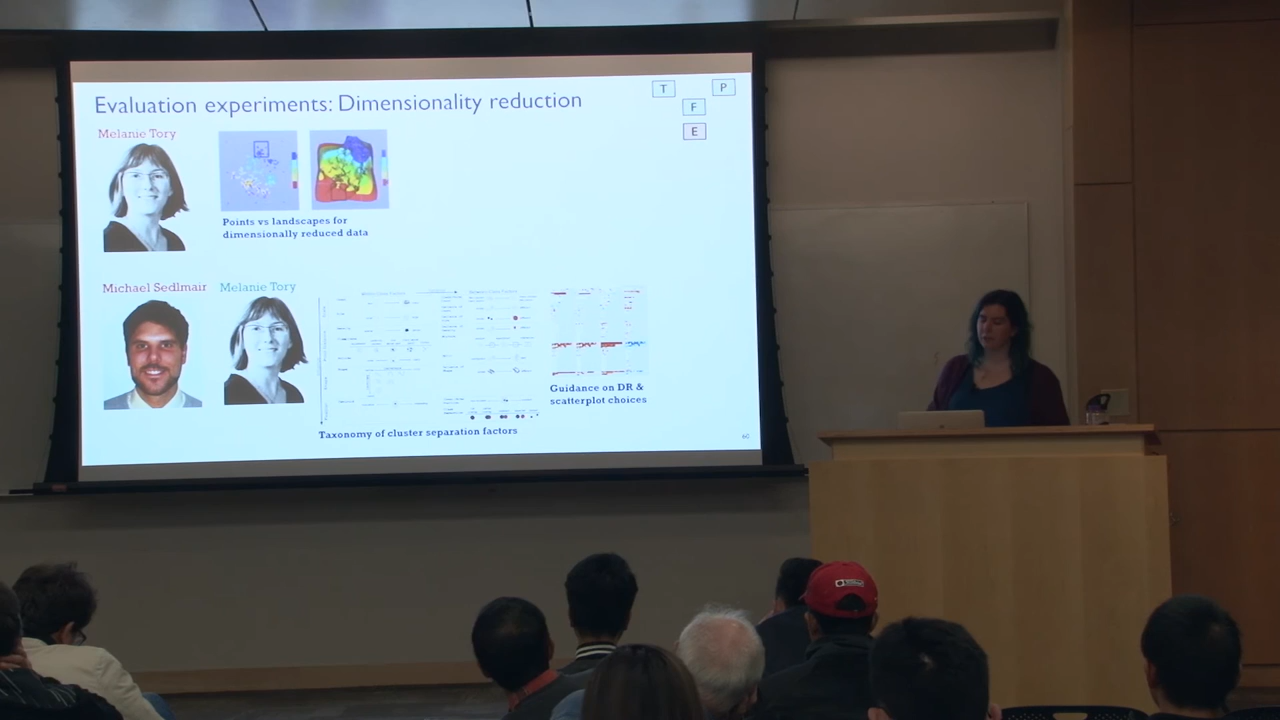 Evaluation experiments: Dimensionality reduction
T
P
F
E
Melanie Tory
Points vs landscapes for
dimensionally reduced data
Michael Sedlmair
Melanie Tory
Guidance on DR &
scatterplot choices
Taxonomy of cluster separation factors
60